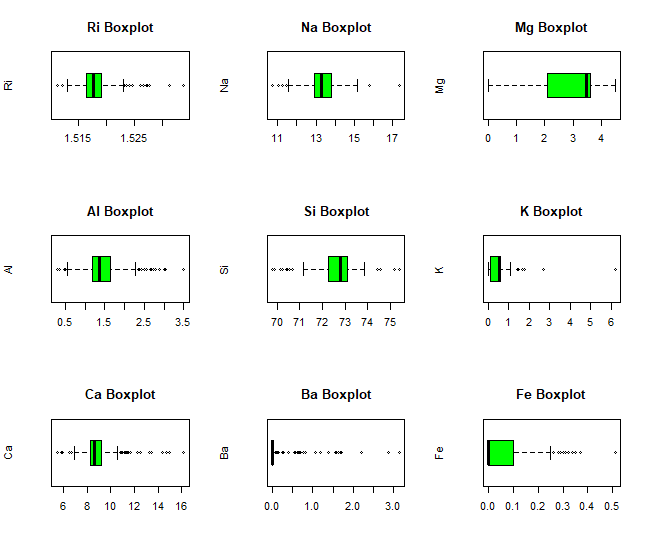 Ri Boxplot
Ri
1.515 1.525
Na Boxplot
Na
11 13 15 17
Mg Boxplot
Mg
0 1 2 3 4
Al Boxplot
Al
0.5 1.5 2.5 3.5
Si Boxplot
Si
70 71 72 73 74 75
K Boxplot
K
0 1 2 3 4 5 6
Ca Boxplot
Ca
6 8 10 12 14 16
Ba Boxplot
Ba
0.0 1.0 2.0 3.0
Fe Boxplot
Fe
0.0 0.1 0.2 0.3 0.4 0.5